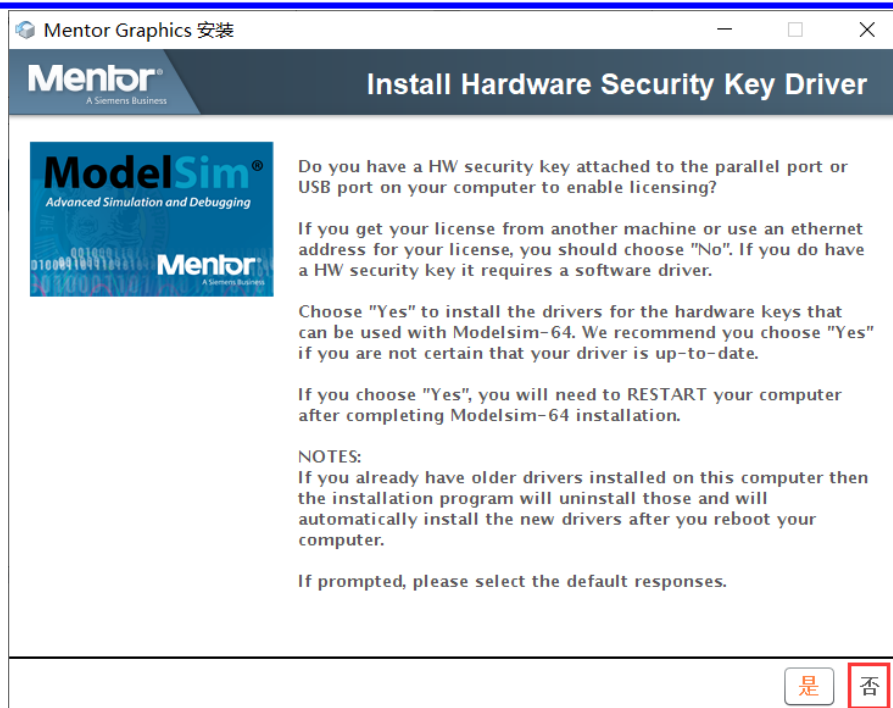 Mentor Graphics 安装
Mentor®
A Siemens Business
Install Hardware Security Key Driver
ModelSim®
Advanced Simulation and Debugging
Mentor®
A Siemens Business
Do you have a HW security key attached to the parallel port or
USB port on your computer to enable licensing?
If you get your license from another machine or use an ethernet
address for your license, you should choose "No". If you do have
a HW security key it requires a software driver.
Choose "Yes" to install the drivers for the hardware keys that
can be used with Modelsim-64. We recommend you choose "Yes"
if you are not certain that your driver is up-to-date.
If you choose "Yes", you will need to RESTART your computer
after completing Modelsim-64 installation.
NOTES:
If you already have older drivers installed on this computer then
the installation program will uninstall those and will
automatically install the new drivers after you reboot your
computer.
If prompted, please select the default responses.
是 否